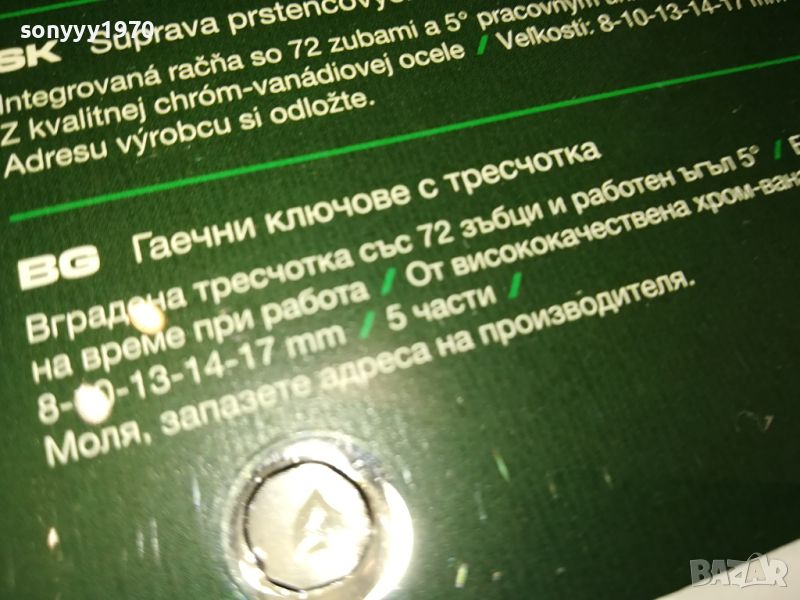 sonyyy1970
SK Súprava prstencových
Integrovaná račňa so 72 zubami a 5° pracovným
Z kvalitnej chróm-vanádiovej ocele / Veľkosti: 8-10-13-14-17 mm
Adresu výrobcu si odložte.
BG Гаечни ключове с тресчотка
Вградена тресчотка със 72 зъбци и работен ъгъл 5° /
на време при работа / От висококачествена хром-ван
8-10-13-14-17 mm / 5 части /
Моля, запазете адреса на производителя.
BAZAR